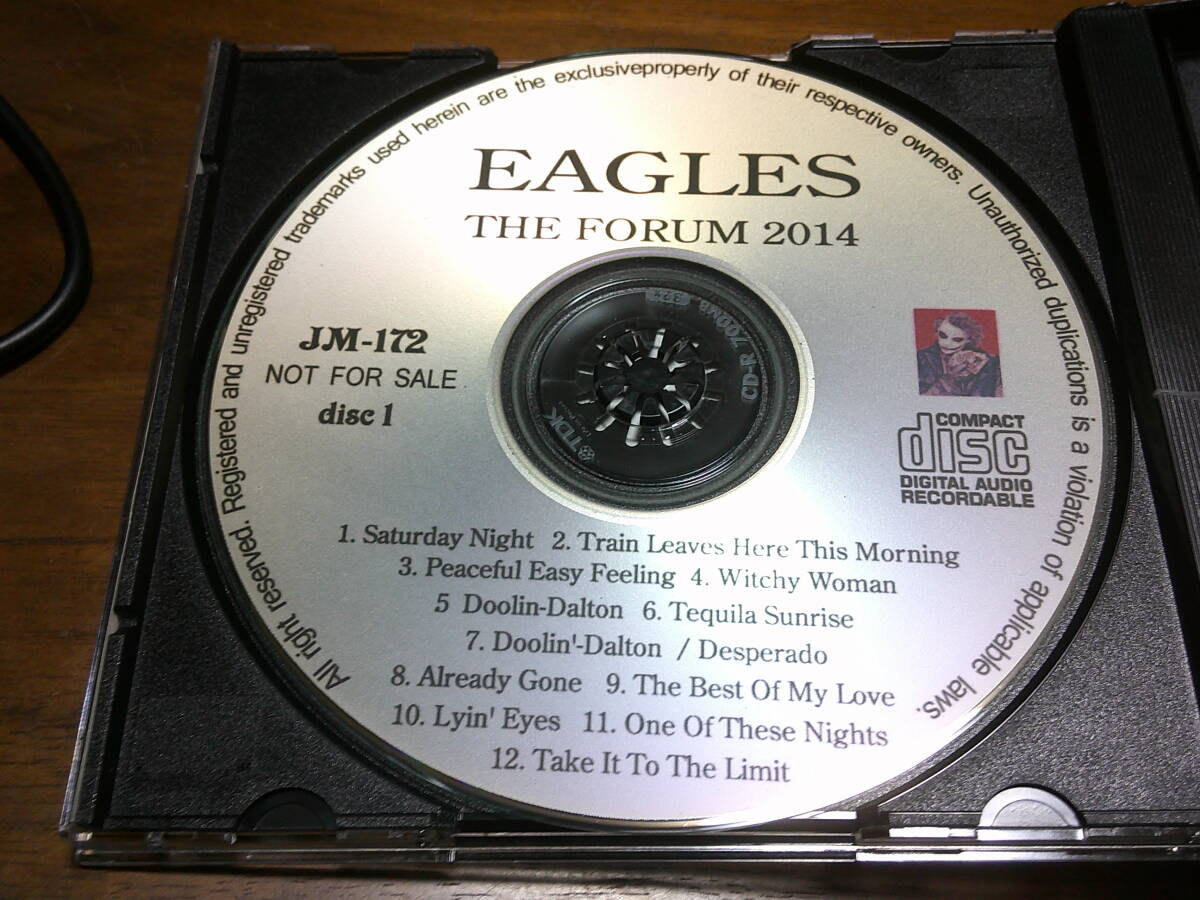 All right reserved. Registered and unregistered trademarks used herein are the exclusiveproperly of their respective owners. Unauthorized duplications is a violation of applicable laws.
EAGLES
THE FORUM 2014
JM-172
NOT FOR SALE
disc 1
COMPACT
disc
DIGITAL AUDIO
RECORDABLE
CD-R 700MB
TDK
1. Saturday Night 2. Train Leaves Here This Morning
3. Peaceful Easy Feeling 4. Witchy Woman
5 Doolin-Dalton 6. Tequila Sunrise
7. Doolin'-Dalton / Desperado
8. Already Gone 9. The Best Of My Love
10. Lyin' Eyes 11. One Of These Nights
12. Take It To The Limit